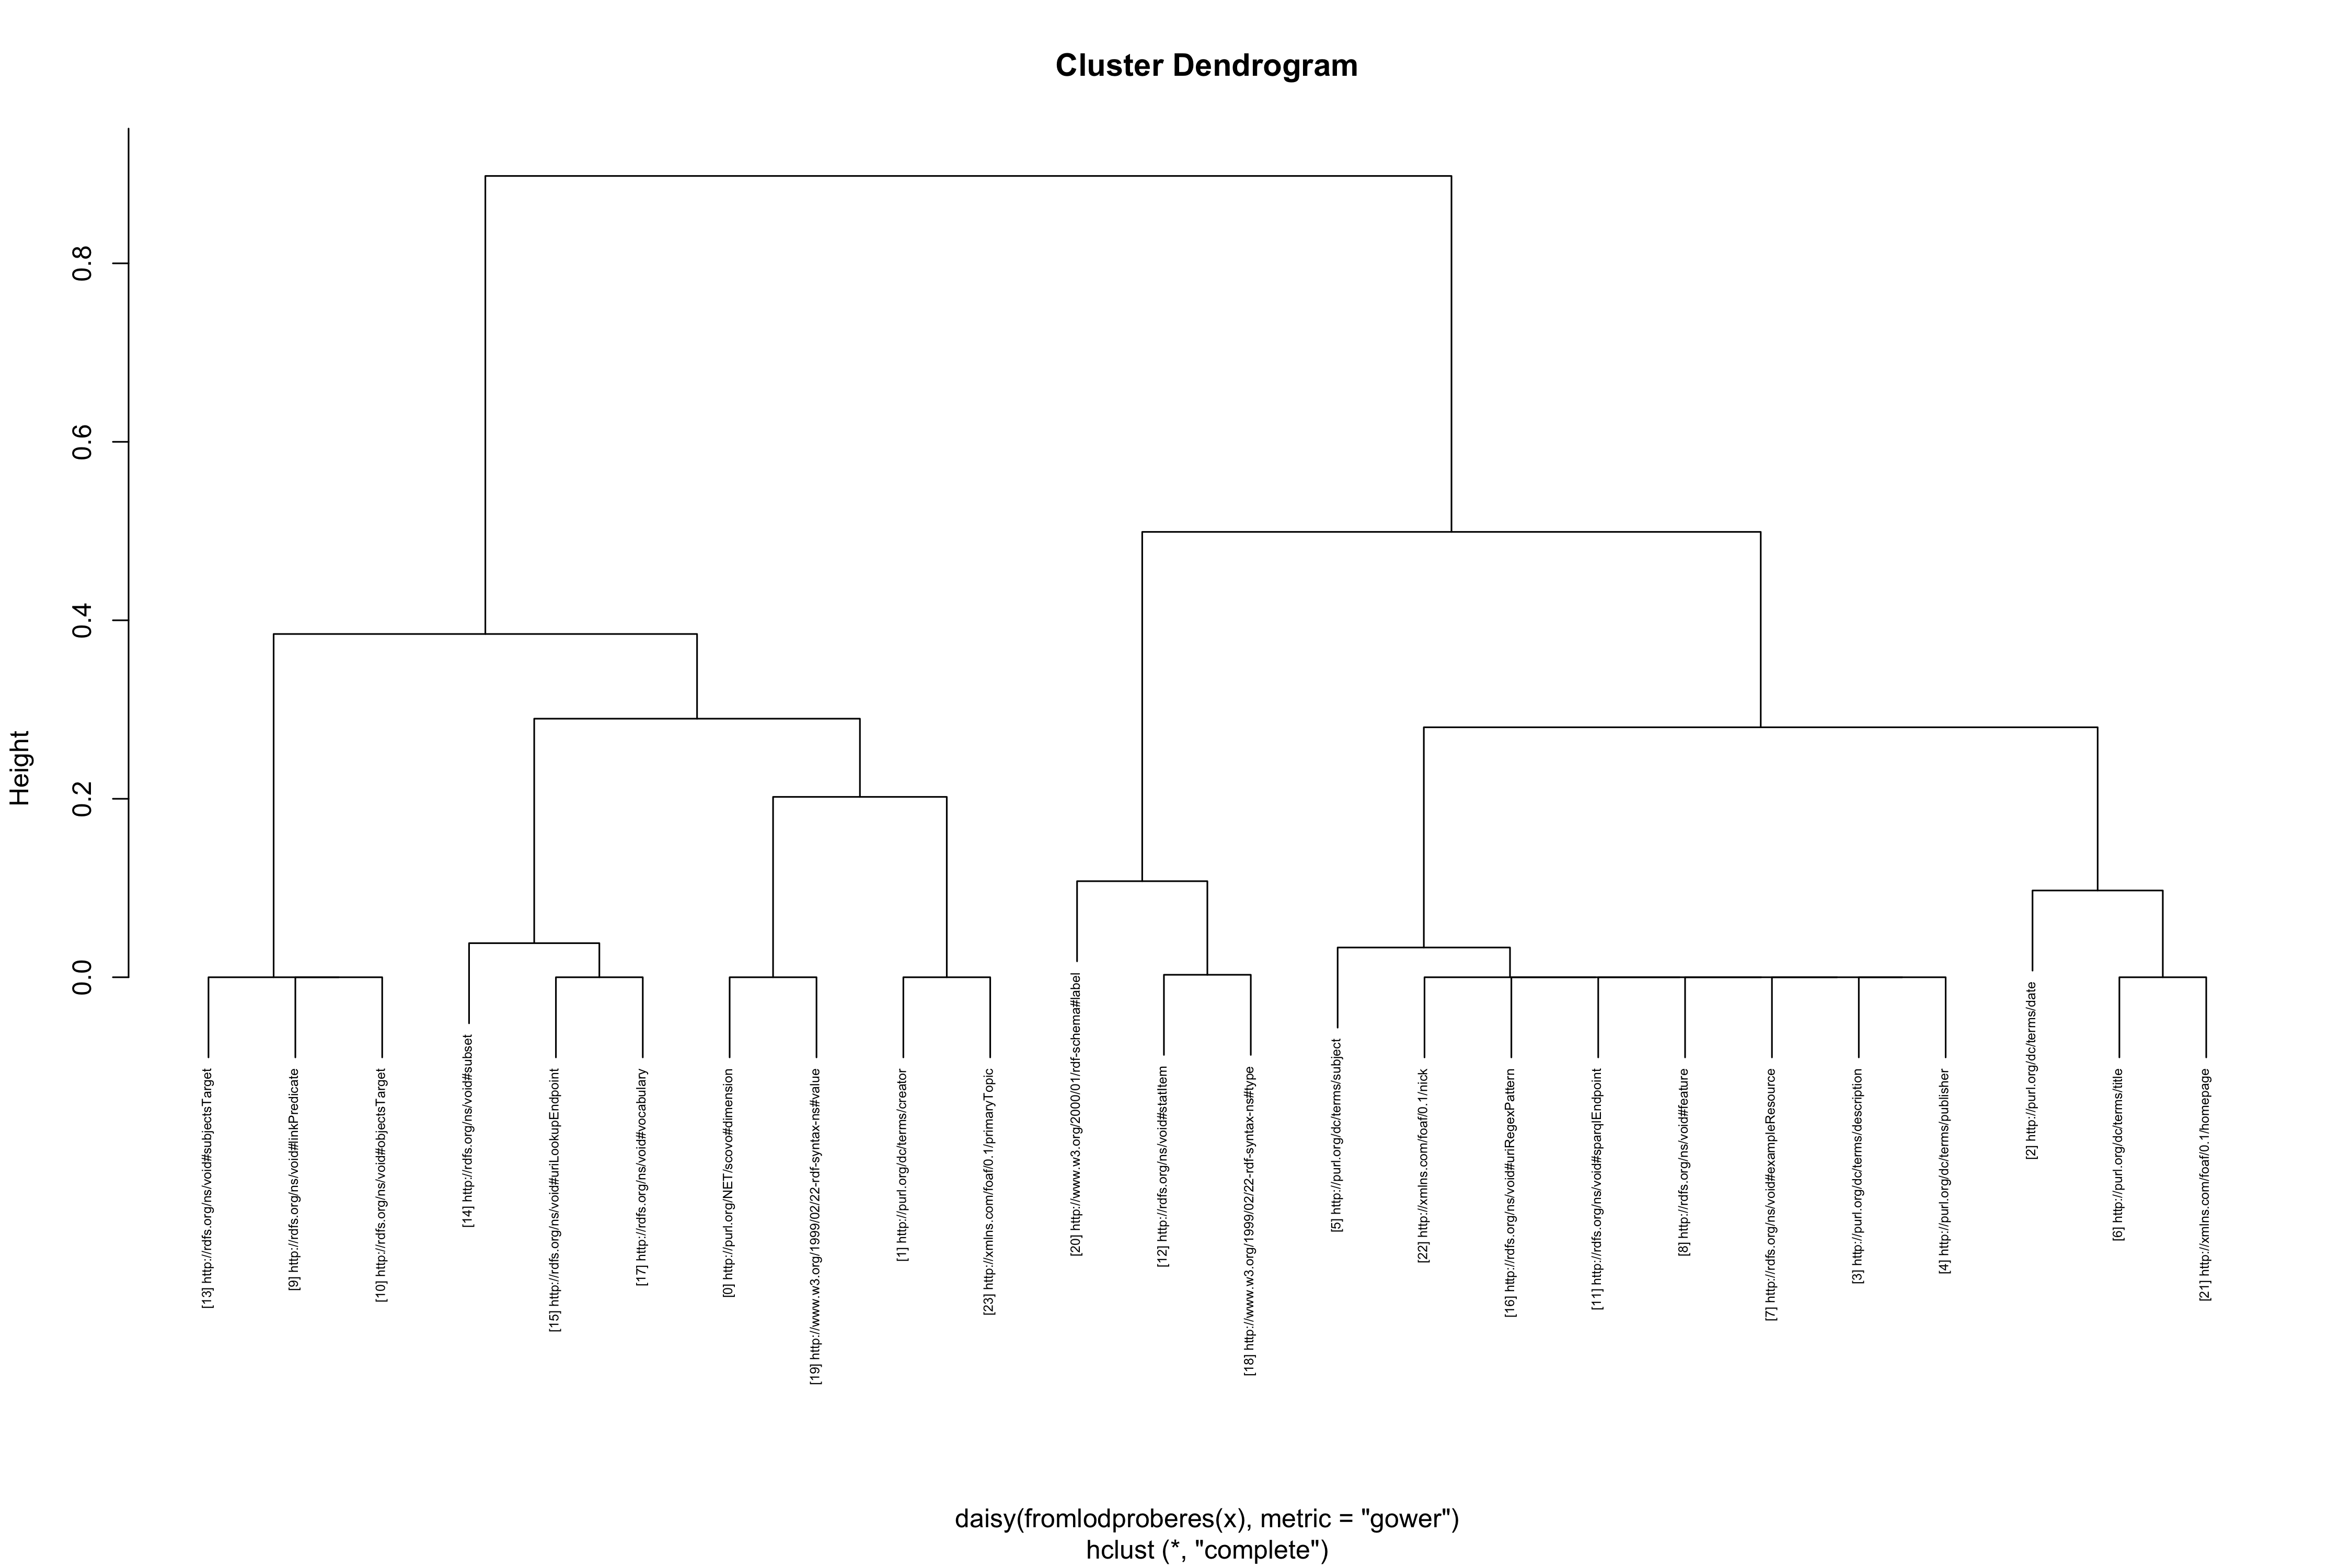 Cluster Dendrogram
Height
0.0
0.2
0.4
0.6
0.8
[13] http://rdfs.org/ns/void#subjectsTarget
[9] http://rdfs.org/ns/void#linkPredicate
[10] http://rdfs.org/ns/void#objectsTarget
[14] http://rdfs.org/ns/void#subset
[15] http://rdfs.org/ns/void#uriLookupEndpoint
[17] http://rdfs.org/ns/void#vocabulary
[0] http://purl.org/NET/scovo#dimension
[19] http://www.w3.org/1999/02/22-rdf-syntax-ns#value
[1] http://purl.org/dc/terms/creator
[23] http://xmlns.com/foaf/0.1/primaryTopic
[20] http://www.w3.org/2000/01/rdf-schema#label
[12] http://rdfs.org/ns/void#statItem
[18] http://www.w3.org/1999/02/22-rdf-syntax-ns#type
[5] http://purl.org/dc/terms/subject
[22] http://xmlns.com/foaf/0.1/nick
[16] http://rdfs.org/ns/void#uriRegexPattern
[11] http://rdfs.org/ns/void#sparqlEndpoint
[8] http://rdfs.org/ns/void#feature
[7] http://rdfs.org/ns/void#exampleResource
[3] http://purl.org/dc/terms/description
[4] http://purl.org/dc/terms/publisher
[2] http://purl.org/dc/terms/date
[6] http://purl.org/dc/terms/title
[21] http://xmlns.com/foaf/0.1/homepage
daisy(fromlodproberes(x), metric = "gower")
hclust (*, "complete")